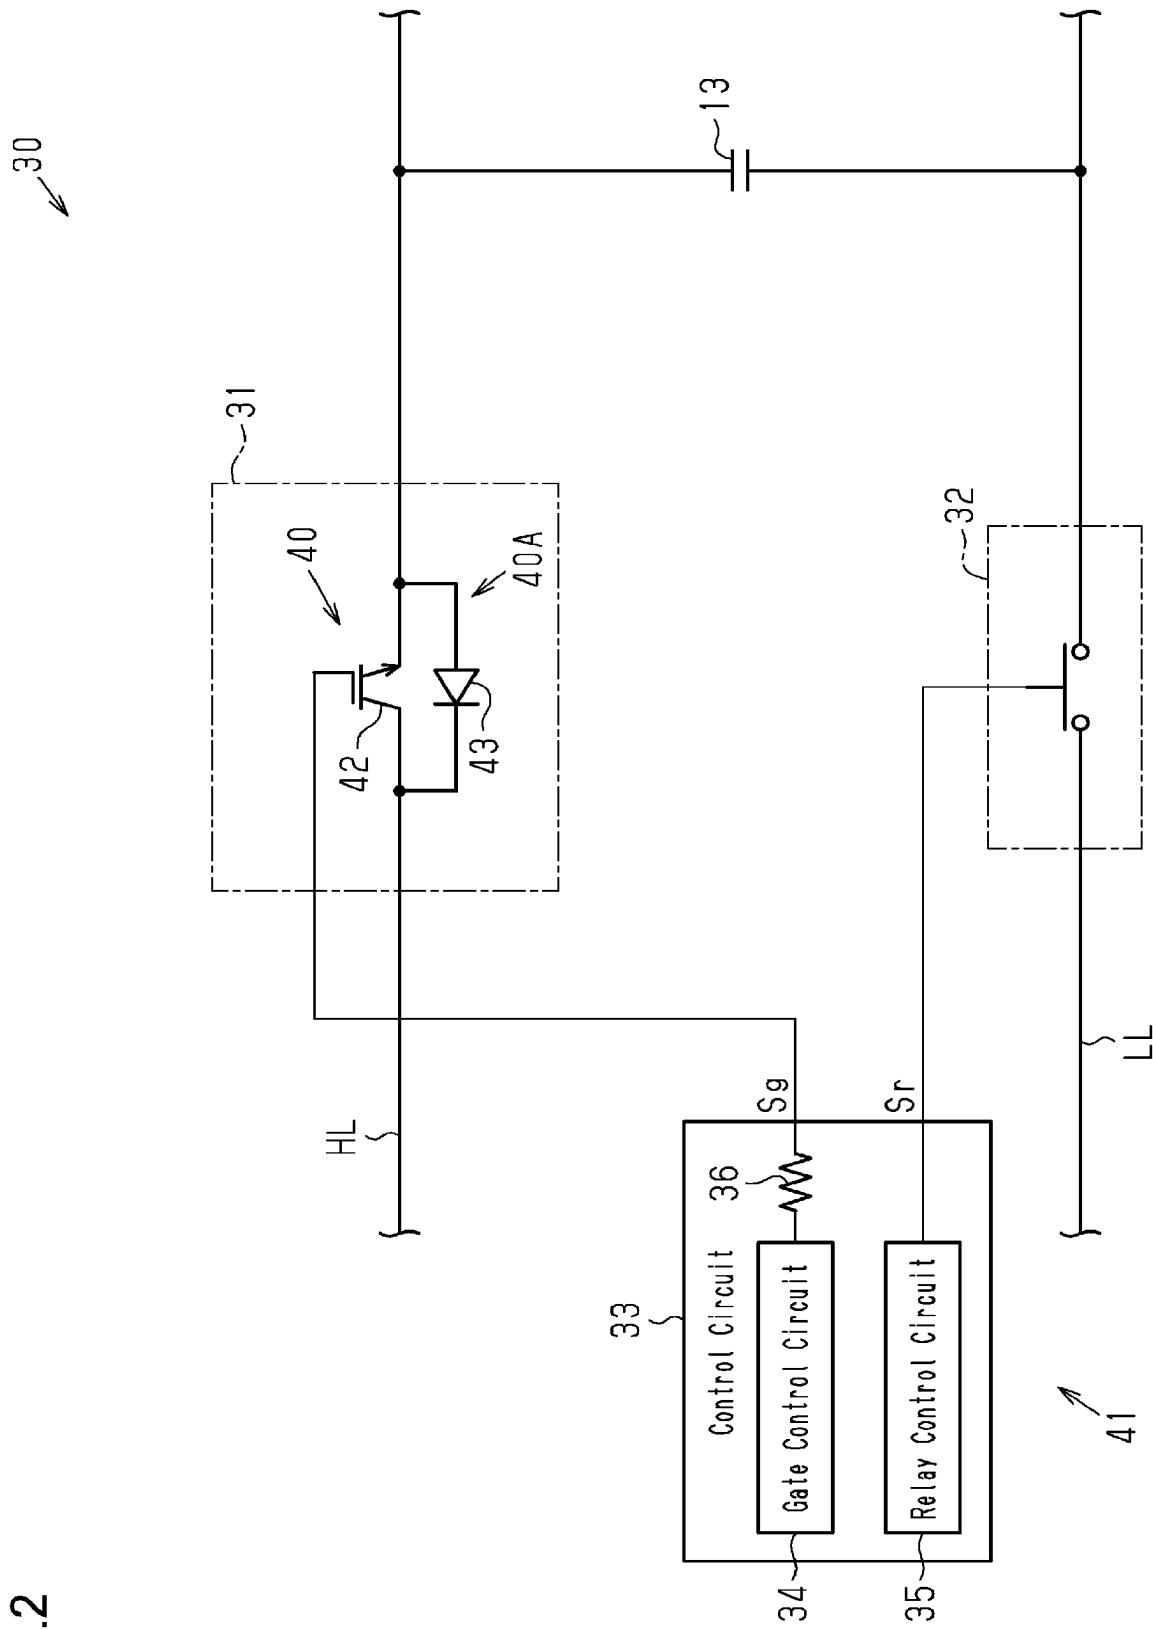 .2
30
31
40
40A
42
43
13
HL
Sg
33
Control Circuit
36
34
Gate Control Circuit
Sr
35
Relay Control Circuit
32
LL
41